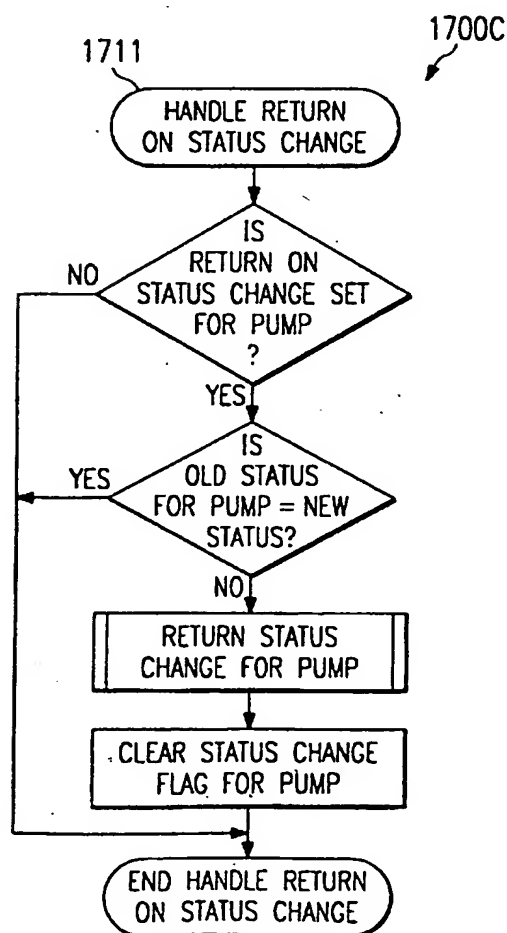 1700C
1711
HANDLE RETURN
ON STATUS CHANGE
IS
RETURN ON
STATUS CHANGE SET
FOR PUMP
?
NO
YES
IS
OLD STATUS
FOR PUMP = NEW
STATUS?
YES
NO
RETURN STATUS
CHANGE FOR PUMP
CLEAR STATUS CHANGE
FLAG FOR PUMP
END HANDLE RETURN
ON STATUS CHANGE